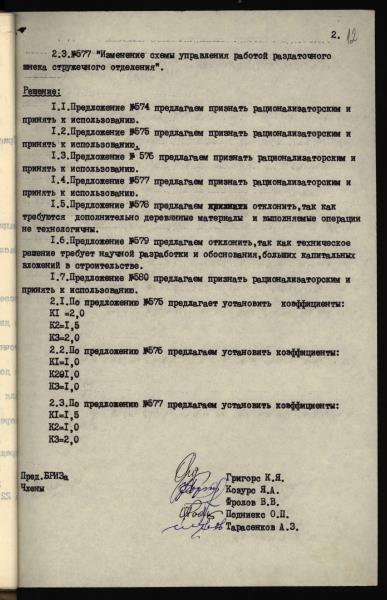 2. 12
2.3.№577 "Изменение схемы управления работой раздаточного
шнека стружечного отделения".
Решение:
I.I.Предложение №574 предлагаем признать рационализаторским и
принять к использованию.
I.2.Предложение №575 предлагаем признать рационализаторским и
принять к использованию.
I.3.Предложение № 576 предлагаем признать рационализаторским и
принять к использованию.
I.4.Предложение №577 предлагаем признать рационализаторским и
принять к использованию.
I.5.Предложение №578 предлагаем отклонить,так как
требуются дополнительно деревянные материалы и выполняемые операции
не технологичны.
I.6.Предложение №579 предлагаем отклонить,так как техническое
решение требует научной разработки и обоснования,больших капитальных
вложений в строительстве.
I.7.Предложение №580 предлагаем признать рационализаторским и
принять к использованию.
2.I.По предложению №575 предлагает установить коэффициенты:
KI =2,0
K2=I,5
K3=2,0
2.2.По предложению №576 предлагаем установить коэффициенты:
KI=I,0
K2=I,0
K3=I,0
2.3.По предложению №577 предлагаем установить коэффициенты:
KI=I,5
K2=I,0
K3=2,0
Пред.БРИЗа Григорс К.Я.
Члены Ковурс Я.А.
Фролов В.В.
Подниекс О.П.
Тарасенков А.З.